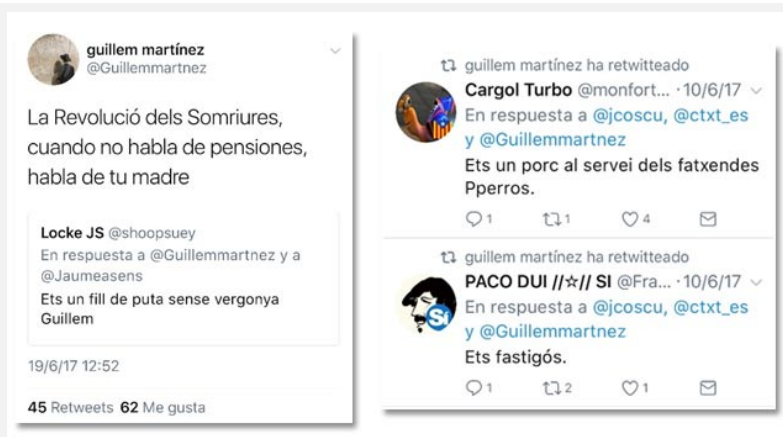 guillem martínez
@Guillemmartnez
La Revolució dels Somriures,
cuando no habla de pensiones,
habla de tu madre
Locke JS @shoopsuey
En respuesta a @Guillemmartnez y a
@Jaumeasens
Ets un fill de puta sense vergonya
Guillem
19/6/17 12:52
45 Retweets 62 Me gusta
guillem martínez ha retwitteado
Cargol Turbo @monfort... · 10/6/17
En respuesta a @jcoscu, @ctxt_es
y @Guillemmartnez
Ets un porc al servei dels fatxendes
Pperros.
1 1 4
guillem martínez ha retwitteado
PACO DUI //☆// SI @Fra... · 10/6/17
En respuesta a @jcoscu, @ctxt_es
y @Guillemmartnez
Ets fastigós.
Sí
1 2 1